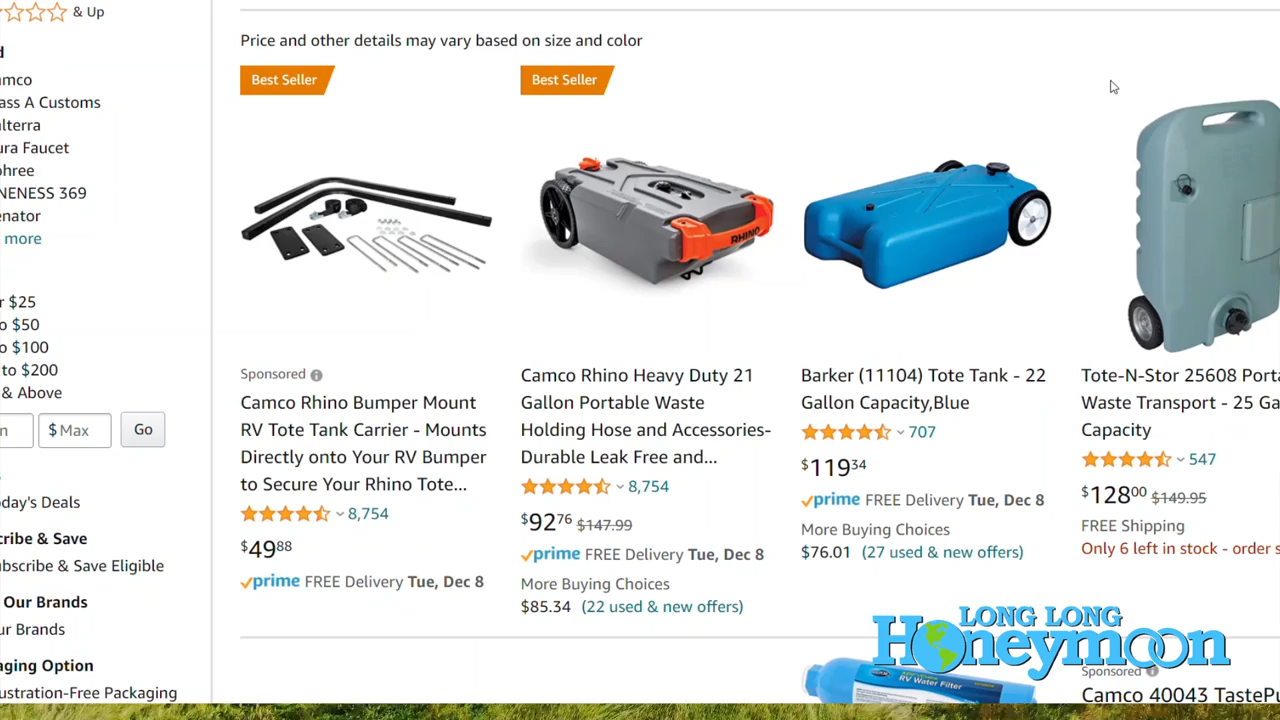 & Up
d
amco
ass A Customs
alterra
ura Faucet
ohree
NENESS 369
enator
more
r $25
o $50
o $100
to $200
& Above
n
$ Max
Go
oday's Deals
cribe & Save
ubscribe & Save Eligible
Our Brands
ur Brands
aging Option
ustration-Free Packaging
Price and other details may vary based on size and color
Best Seller
Sponsored
Camco Rhino Bumper Mount
RV Tote Tank Carrier - Mounts
Directly onto Your RV Bumper
to Secure Your Rhino Tote...
8,754
$49 88
prime FREE Delivery Tue, Dec 8
Best Seller
RHINO
Camco Rhino Heavy Duty 21
Gallon Portable Waste
Holding Hose and Accessories-
Durable Leak Free and...
8,754
$92 76 $147.99
prime FREE Delivery Tue, Dec 8
More Buying Choices
$85.34 (22 used & new offers)
Barker (11104) Tote Tank - 22
Gallon Capacity,Blue
707
$119 34
prime FREE Delivery Tue, Dec 8
More Buying Choices
$76.01 (27 used & new offers)
Tote-N-Stor 25608 Porta
Waste Transport - 25 Ga
Capacity
547
$128 00 $149.95
FREE Shipping
Only 6 left in stock - order s
LONG LONG
Honeymoon
RV Water Filter
Sponsored
Camco 40043 TastePu